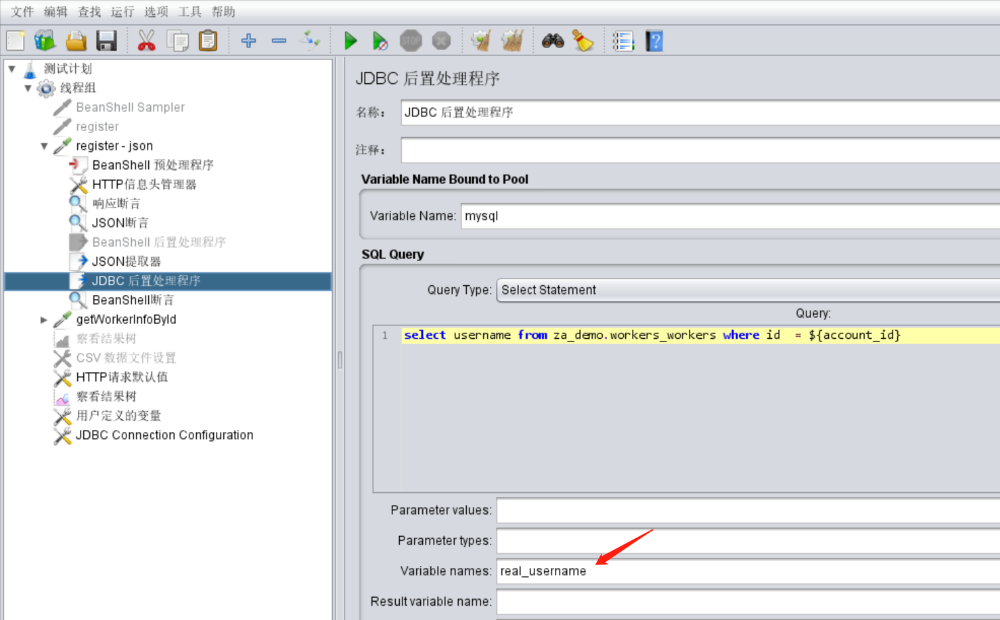 文件 编辑 查找 运行 选项 工具 帮助
STOP
测试计划
线程组
BeanShell Sampler
register
register - json
BeanShell 预处理程序
HTTP信息头管理器
响应断言
JSON断言
BeanShell 后置处理程序
JSON提取器
JDBC 后置处理程序
BeanShell断言
getWorkerInfoById
察看结果树
CSV 数据文件设置
HTTP请求默认值
察看结果树
用户定义的变量
JDBC Connection Configuration
JDBC 后置处理程序
名称： JDBC 后置处理程序
注释：
Variable Name Bound to Pool
Variable Name: mysql
SQL Query
Query Type: Select Statement
Query:
1 select username from za_demo.workers_workers where id  = ${account_id}
Parameter values:
Parameter types:
Variable names: real_username
Result variable name: